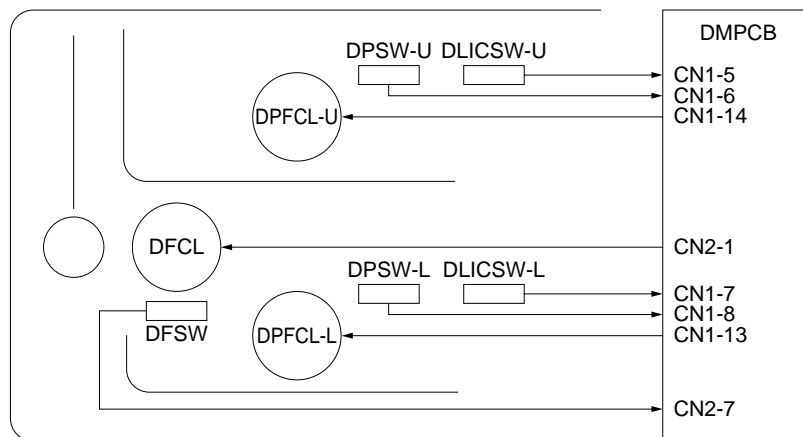 DMPCB
DPSW-U DLICSW-U
CN1-5
CN1-6
DPFCL-U
CN1-14
DFCL
CN2-1
DPSW-L DLICSW-L
CN1-7
CN1-8
DFSW
DPFCL-L
CN1-13
CN2-7